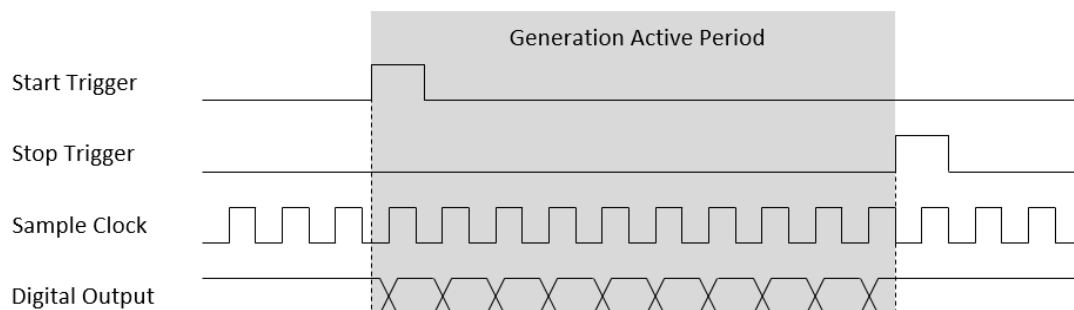 Generation Active Period
Start Trigger
Stop Trigger
Sample Clock
Digital Output